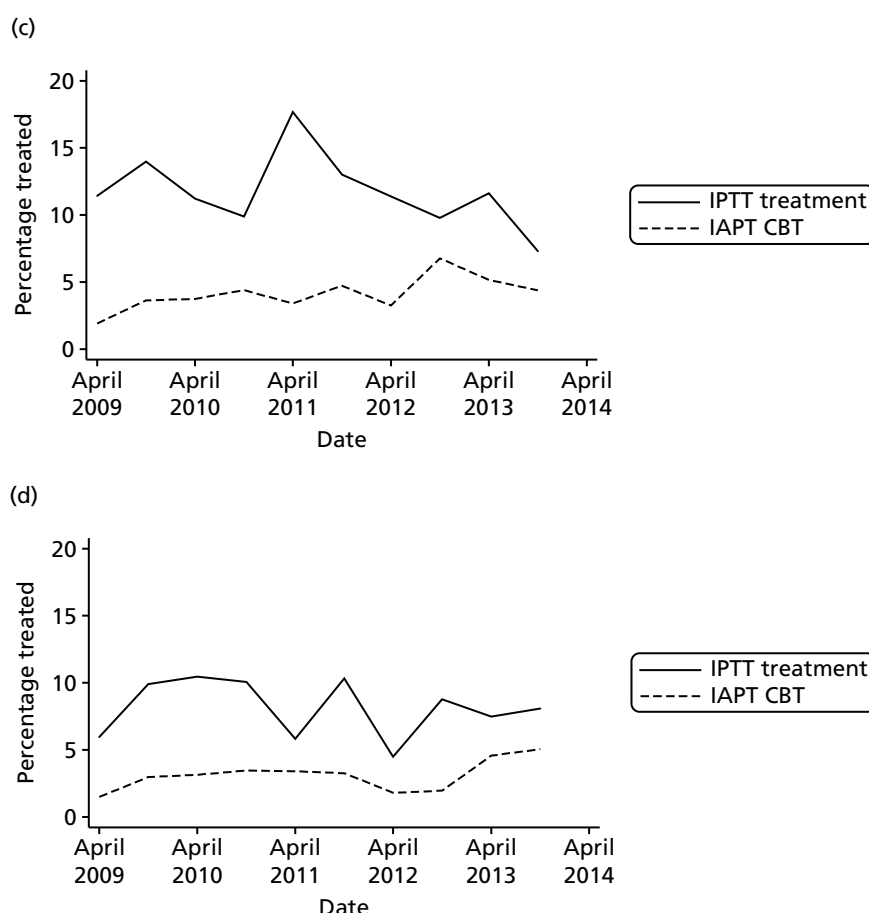 (c)
20
15
10
5
0
Percentage treated
April April April April April April
2009 2010 2011 2012 2013 2014
Date
IPTT treatment
IAPT CBT
(d)
20
15
10
5
0
Percentage treated
April April April April April April
2009 2010 2011 2012 2013 2014
Date
IPTT treatment
IAPT CBT